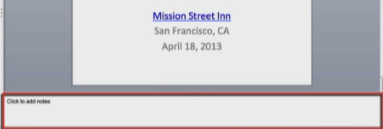 Mission Street Inn
San Francisco, CA
April 18, 2013
Click to add notes